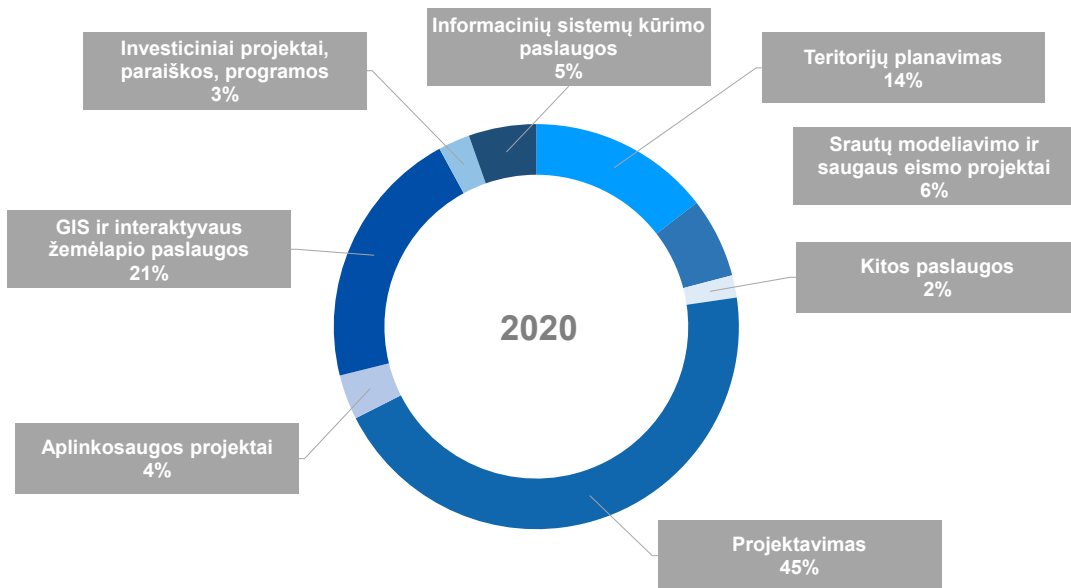 Informacinių sistemų kūrimo
paslaugos
5%
Investiciniai projektai,
paraiškos, programos
3%
Teritorijų planavimas
14%
Srautų modeliavimo ir
saugaus eismo projektai
6%
GIS ir interaktyvaus
žemėlapio paslaugos
21%
Kitos paslaugos
2%
2020
Aplinkosaugos projektai
4%
Projektavimas
45%